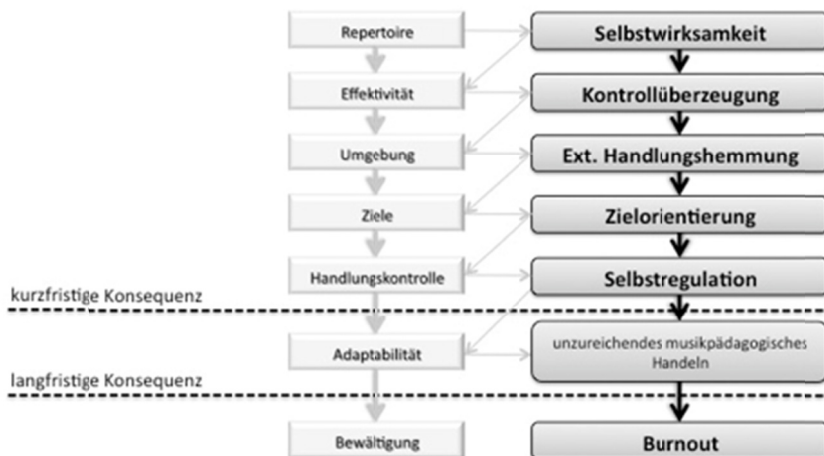 Repertoire
Selbstwirksamkeit
Effektivität
Kontrollüberzeugung
Umgebung
Ext. Handlungshemmung
Ziele
Zielorientierung
Handlungskontrolle
Selbstregulation
kurzfristige Konsequenz
Adaptabilität
unzureichendes musikpädagogisches
Handeln
langfristige Konsequenz
Bewältigung
Burnout